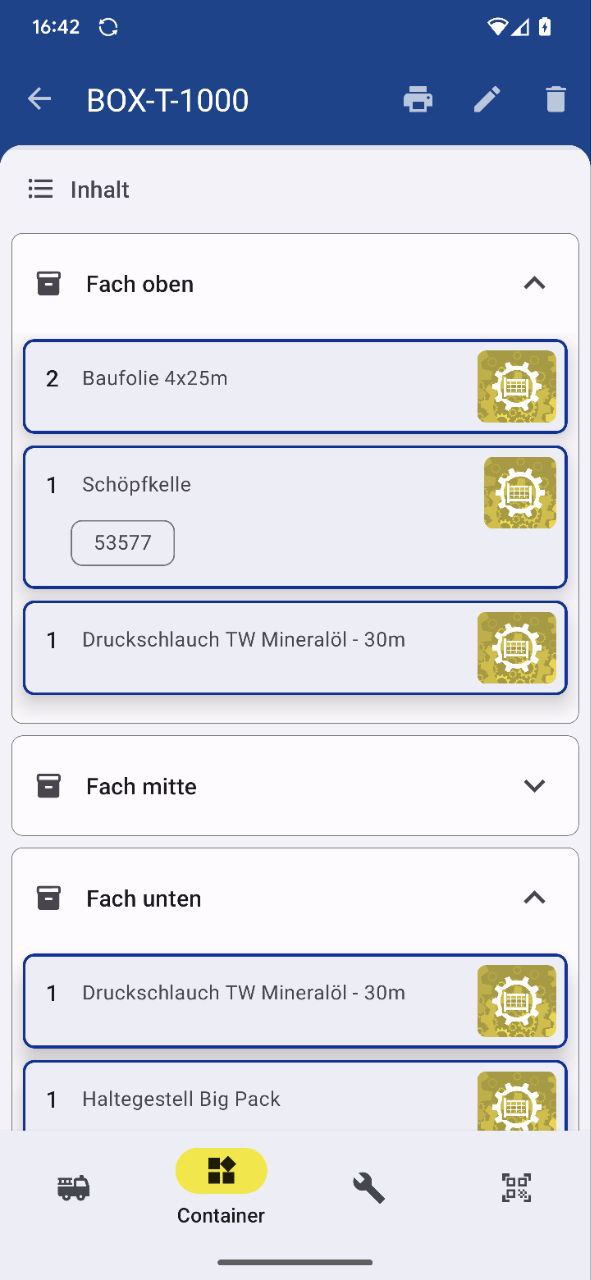 16:42
BOX-T-1000
Inhalt
Fach oben
2 Baufolie 4x25m
1 Schöpfkelle
53577
1 Druckschlauch TW Mineralöl - 30m
Fach mitte
Fach unten
1 Druckschlauch TW Mineralöl - 30m
1 Haltegestell Big Pack
Container